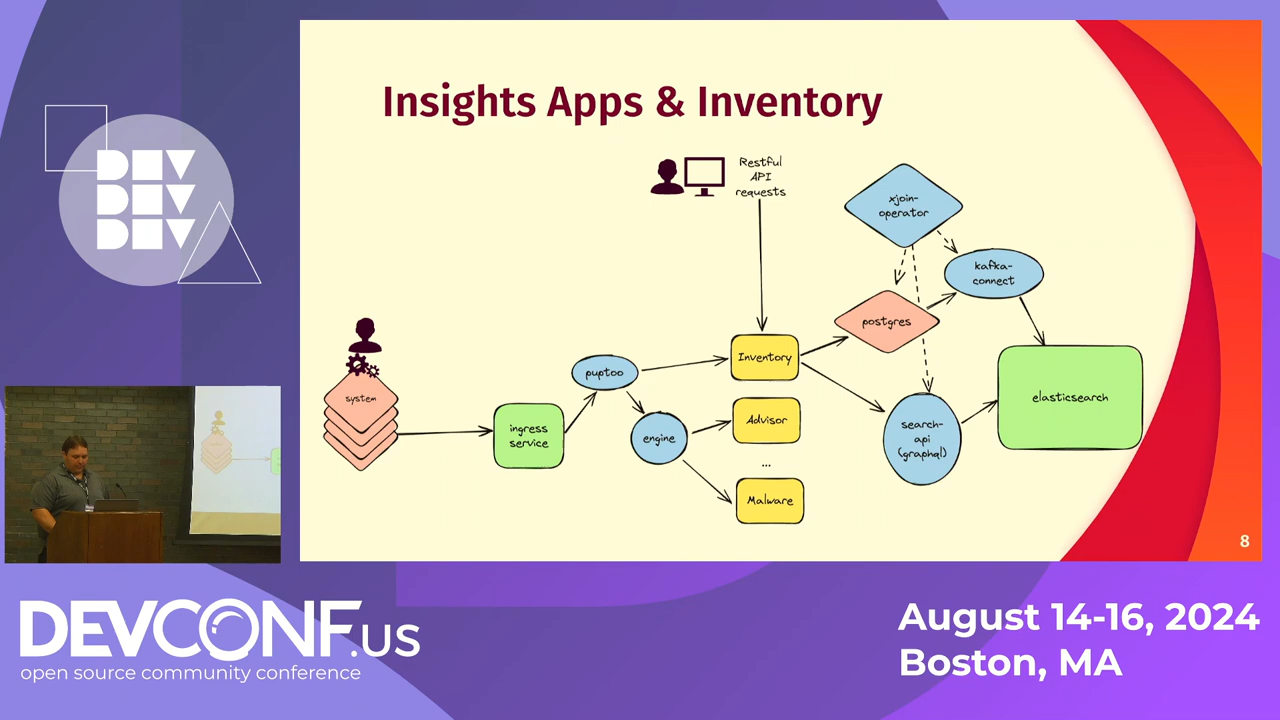 DEV
DEV
DEV
Insights Apps & Inventory
Restful
API
requests
xjoin-
operator
kafka-
connect
postgres
Inventory
puptoo
system
elasticsearch
ingress
service
engine
Advisor
search-
api
(graphql)
...
Malware
8
DEVCONF.US
open source community conference
August 14-16, 2024
Boston, MA